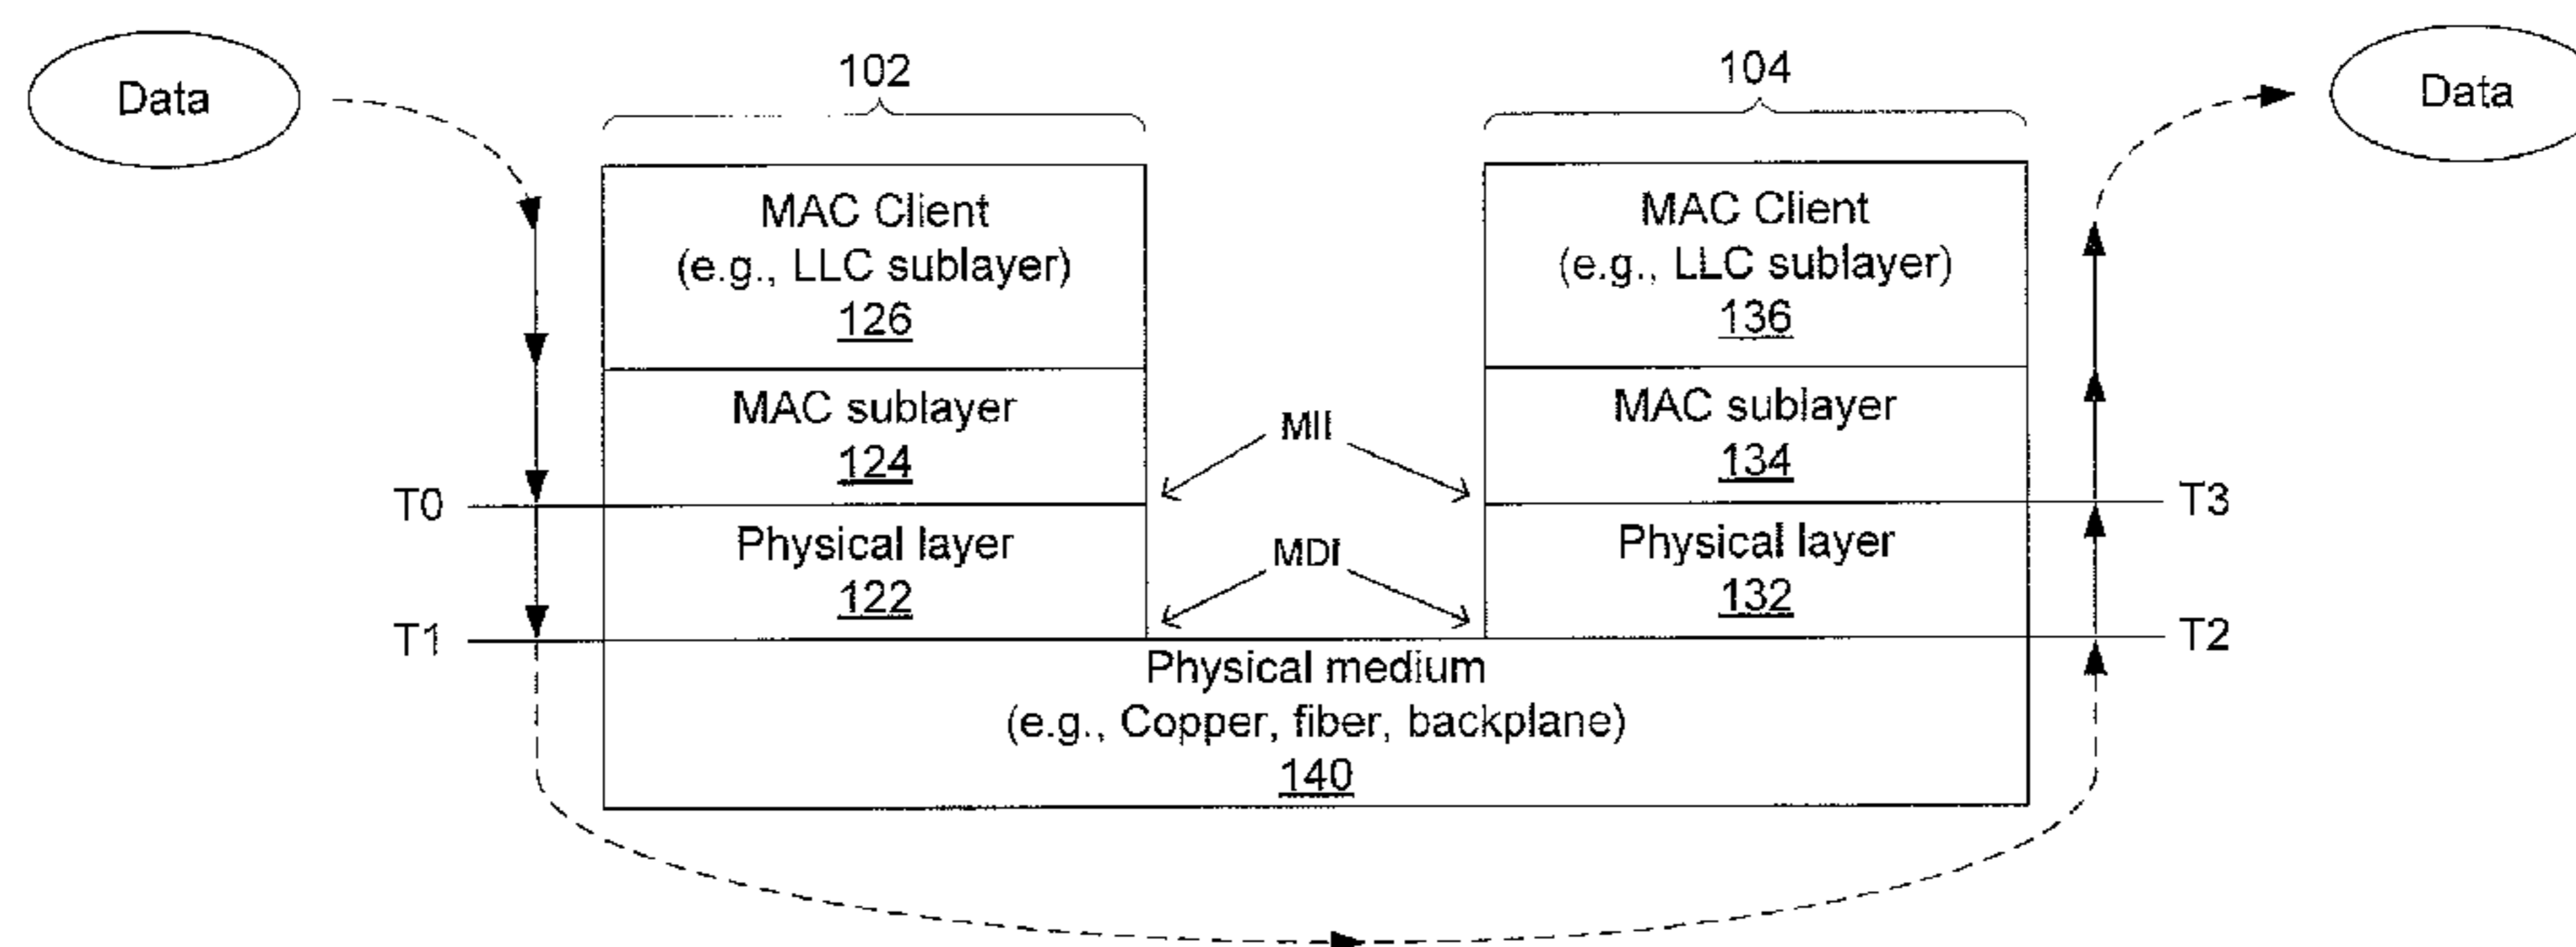 Data
102
104
Data
MAC Client
(e.g., LLC sublayer)
126
MAC Client
(e.g., LLC sublayer)
136
MAC sublayer
124
MII
MAC sublayer
134
T0
T3
Physical layer
122
MDI
Physical layer
132
T1
T2
Physical medium
(e.g., Copper, fiber, backplane)
140